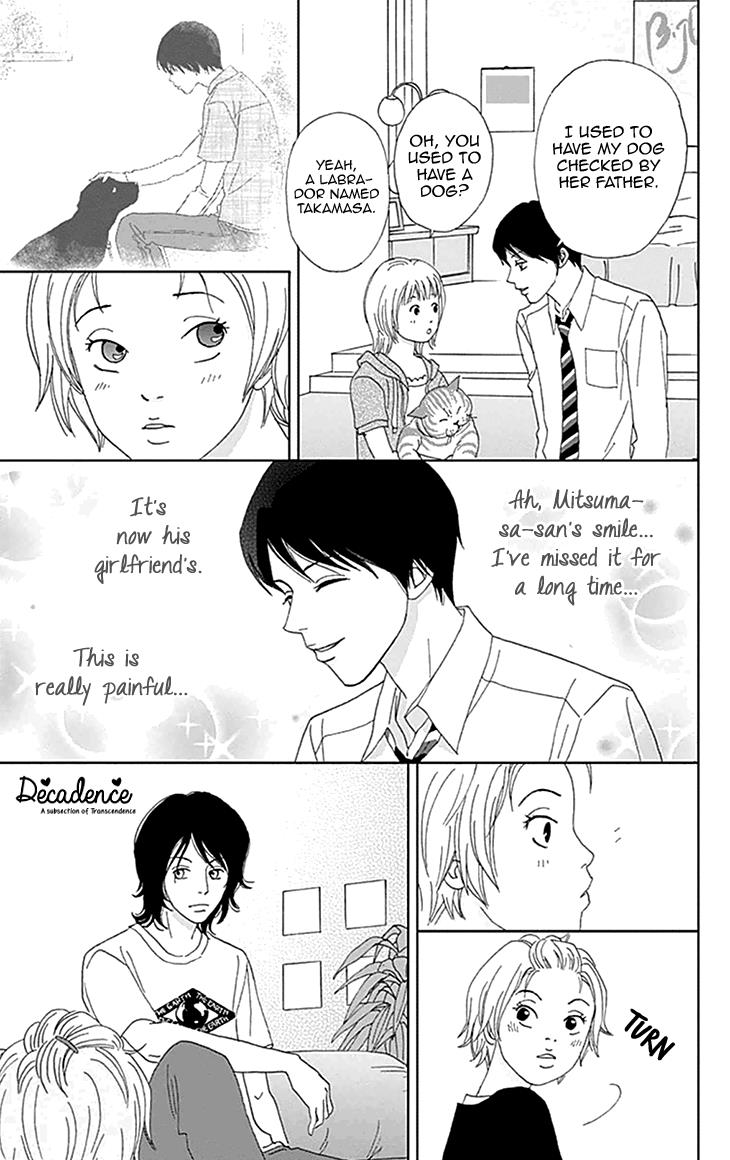 I USED TO
HAVE MY DOG
CHECKED BY
HER FATHER.
OH, YOU
USED TO
HAVE A
DOG?
YEAH,
A LABRA-
DOR NAMED
TAKAMASA.
Ah, Mitsuma-
sa-san's smile...
I've missed it for
a long time...
It's
now his
girlfriend's.
This is
really painful...
Decadence
A subsection of Transcendence
TURN